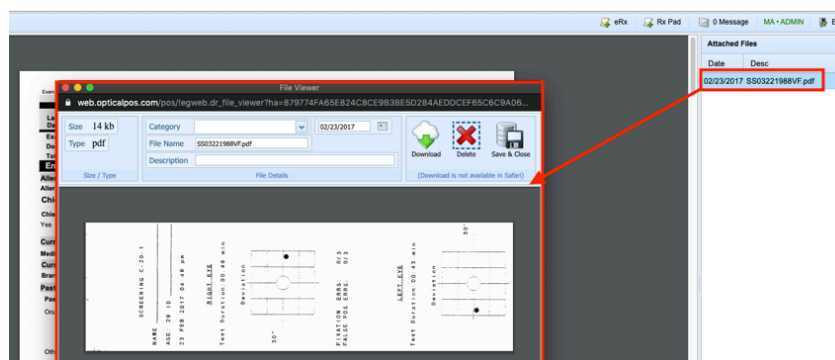 eRx
Rx Pad
0 Message
MA • ADMIN
Attached Files
Date Desc
02/23/2017 SS03221988VF.pdf
File Viewer
web.opticalpos.com/pos/!egweb.dr_file_viewer?ha=879774FA65E824C8CE9B3BE5D284AEDDCEF65C6C9A06...
Size 14 kb
Type pdf
Size / Type
Category
02/23/2017
File Name SS03221988VF.pdf
Description
File Details
Download
Delete
Save & Close
(Download is not available in Safari)
SCREENING C-20-1
NAME
AGE: 28 ID
23 FEB 2017 04 48 pm
RIGHT EYE
Test Duration:00 46 min
Deviation
30°
FIXATION ERRS: 0/3
FALSE POS ERRS: 0/3
LEFT EYE
Test Duration:00 43 min
Deviation
30°